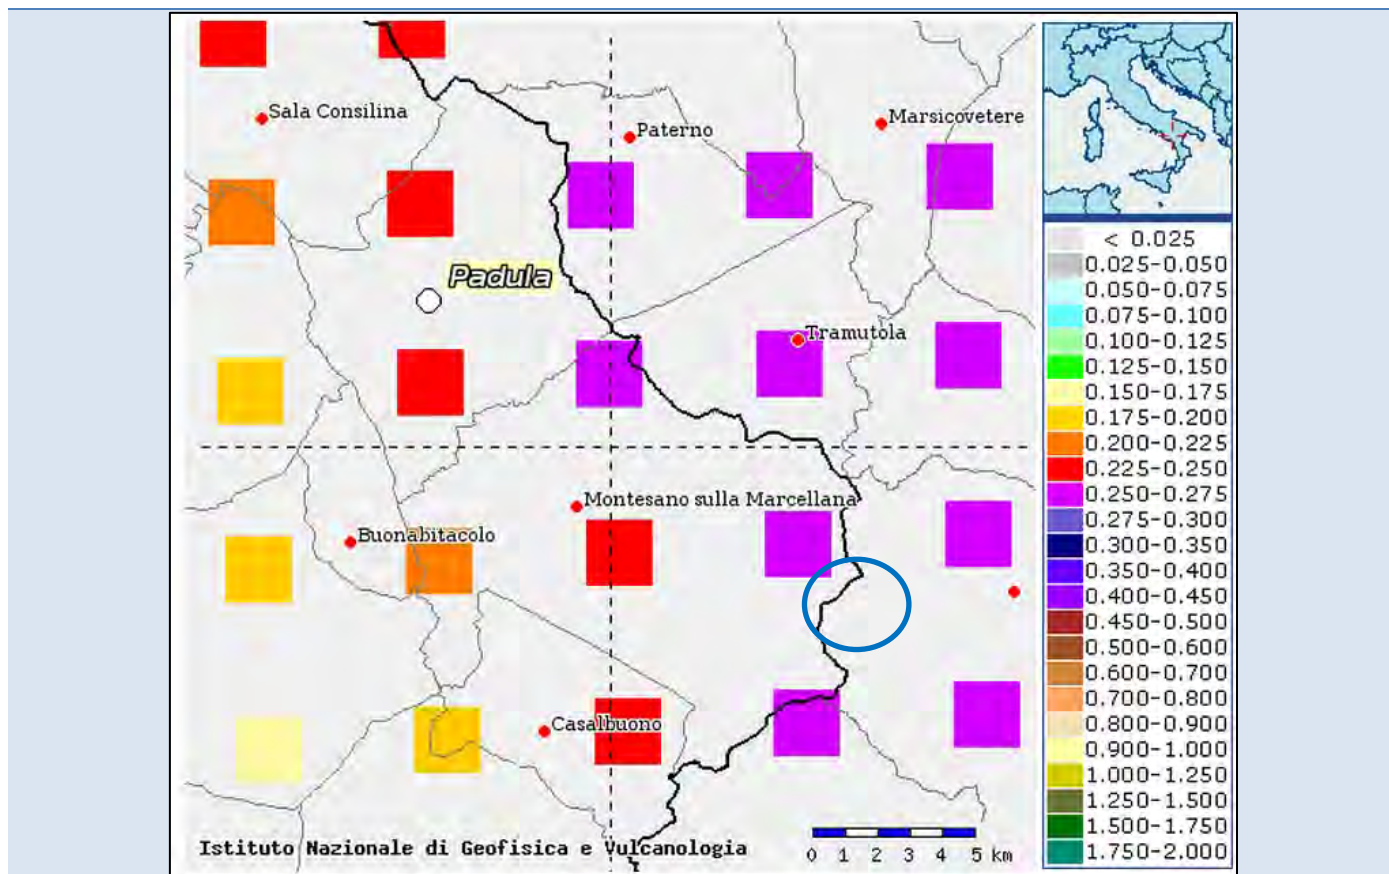 Sala Consilina
Paterno
Marsicovetere
Padula
Tramutola
Montesano sulla Marcellana
Buonabitacolo
Casalbuono
Istituto Nazionale di Geofisica e Vulcanologia
0 1 2 3 4 5 km
< 0.025
0.025-0.050
0.050-0.075
0.075-0.100
0.100-0.125
0.125-0.150
0.150-0.175
0.175-0.200
0.200-0.225
0.225-0.250
0.250-0.275
0.275-0.300
0.300-0.350
0.350-0.400
0.400-0.450
0.450-0.500
0.500-0.600
0.600-0.700
0.700-0.800
0.800-0.900
0.900-1.000
1.000-1.250
1.250-1.500
1.500-1.750
1.750-2.000